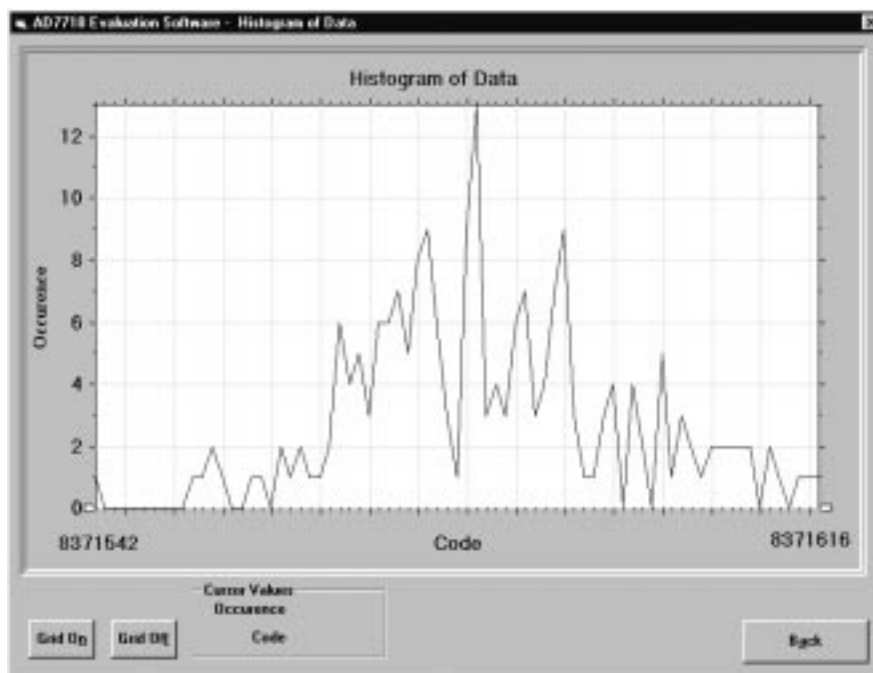 AD7718 Evaluation Software - Histogram of Data
Histogram of Data
12
10
8
6
4
2
0
Occurence
8371542
Code
8371616
Cursor Values
Occurence
Code
Grid On
Grid Off
Back